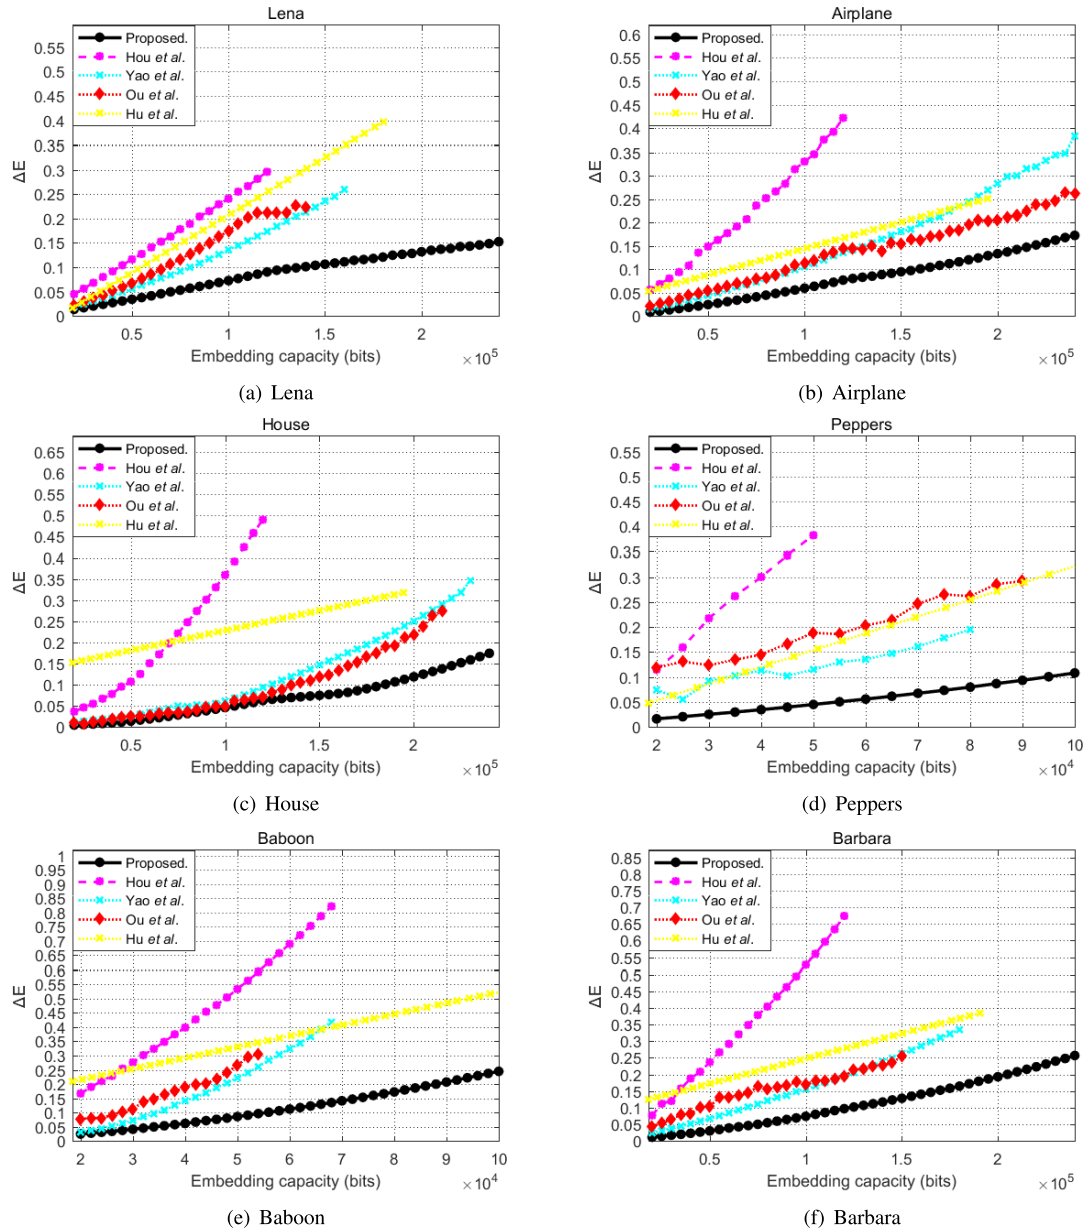 Lena
ΔE
0.55
0.5
0.45
0.4
0.35
0.3
0.25
0.2
0.15
0.1
0.05
0
Proposed.
Hou et al.
Yao et al.
Ou et al.
Hu et al.
0.5 1 1.5 2
Embedding capacity (bits) ×10^5
(a) Lena
Airplane
ΔE
0.6
0.55
0.5
0.45
0.4
0.35
0.3
0.25
0.2
0.15
0.1
0.05
0
Proposed.
Hou et al.
Yao et al.
Ou et al.
Hu et al.
0.5 1 1.5 2
Embedding capacity (bits) ×10^5
(b) Airplane
House
ΔE
0.65
0.6
0.55
0.5
0.45
0.4
0.35
0.3
0.25
0.2
0.15
0.1
0.05
0
Proposed.
Hou et al.
Yao et al.
Ou et al.
Hu et al.
0.5 1 1.5 2
Embedding capacity (bits) ×10^5
(c) House
Peppers
ΔE
0.55
0.5
0.45
0.4
0.35
0.3
0.25
0.2
0.15
0.1
0.05
0
Proposed.
Hou et al.
Yao et al.
Ou et al.
Hu et al.
2 3 4 5 6 7 8 9 10
Embedding capacity (bits) ×10^4
(d) Peppers
Baboon
ΔE
1
0.95
0.9
0.85
0.8
0.75
0.7
0.65
0.6
0.55
0.5
0.45
0.4
0.35
0.3
0.25
0.2
0.15
0.1
0.05
0
Proposed.
Hou et al.
Yao et al.
Ou et al.
Hu et al.
2 3 4 5 6 7 8 9 10
Embedding capacity (bits) ×10^4
(e) Baboon
Barbara
ΔE
0.85
0.8
0.75
0.7
0.65
0.6
0.55
0.5
0.45
0.4
0.35
0.3
0.25
0.2
0.15
0.1
0.05
0
Proposed.
Hou et al.
Yao et al.
Ou et al.
Hu et al.
0.5 1 1.5 2
Embedding capacity (bits) ×10^5
(f) Barbara